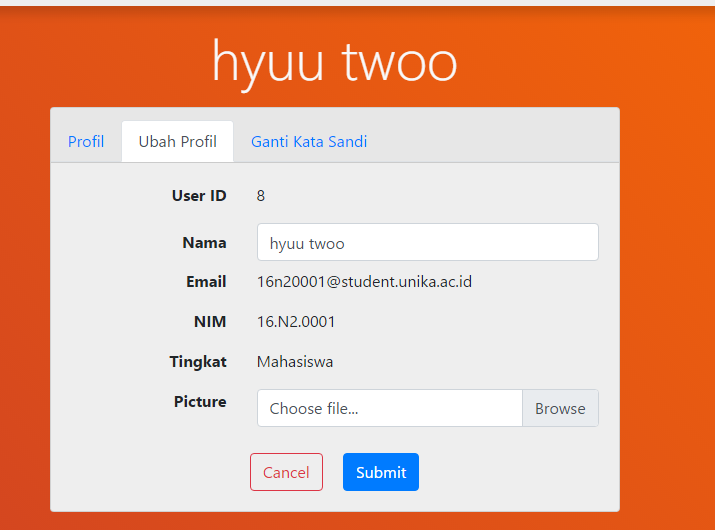 hyuu twoo
Profil Ubah Profil Ganti Kata Sandi
User ID 8
Nama hyuu twoo
Email 16n20001@student.unika.ac.id
NIM 16.N2.0001
Tingkat Mahasiswa
Picture Choose file... Browse
Cancel Submit